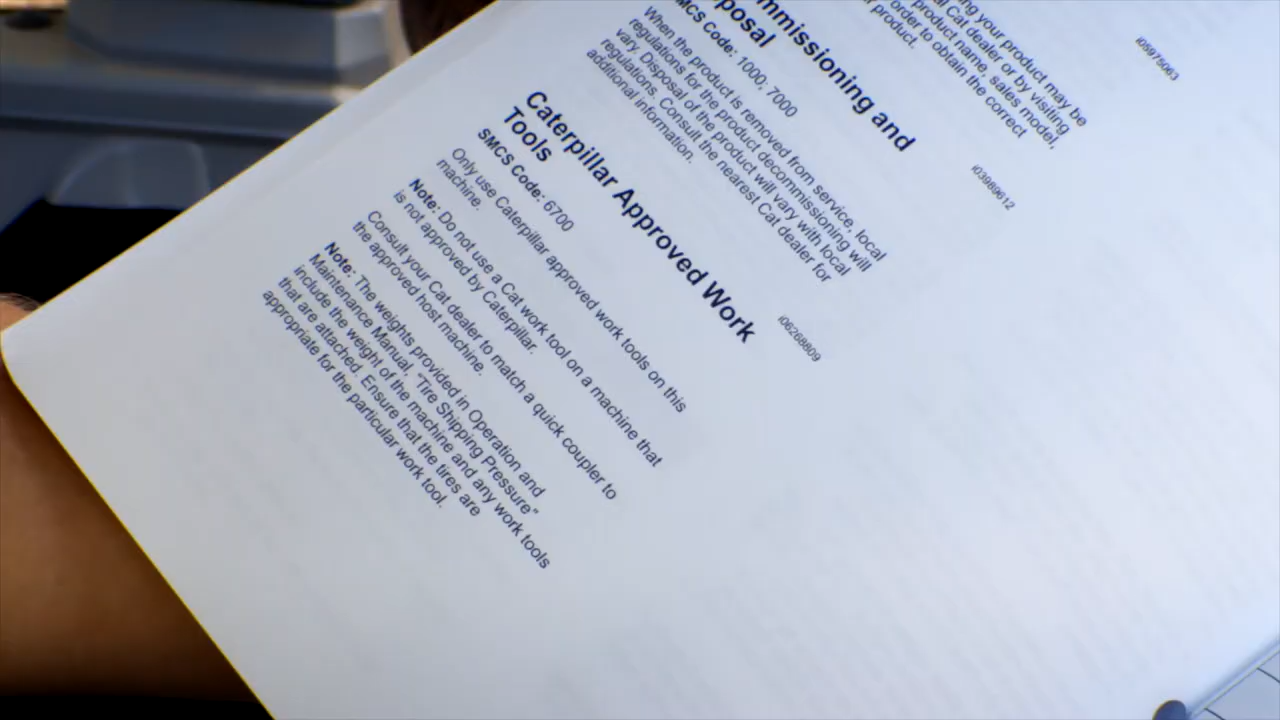 ing your product may be
l Cat dealer or by visiting
product name, sales model,
order to obtain the correct
product.
i05975063
mmissioning and
posal
i03989612
MCS Code: 1000, 7000
When the product is removed from service, local
regulations for the product decommissioning will
vary. Disposal of the product will vary with local
regulations. Consult the nearest Cat dealer for
additional information.
i06268809
Caterpillar Approved Work
Tools
SMCS Code: 6700
Only use Caterpillar approved work tools on this
machine.
Note: Do not use a Cat work tool on a machine that
is not approved by Caterpillar.
Consult your Cat dealer to match a quick coupler to
the approved host machine.
Note: The weights provided in Operation and
Maintenance Manual, "Tire Shipping Pressure"
include the weight of the machine and any work tools
that are attached. Ensure that the tires are
appropriate for the particular work tool.